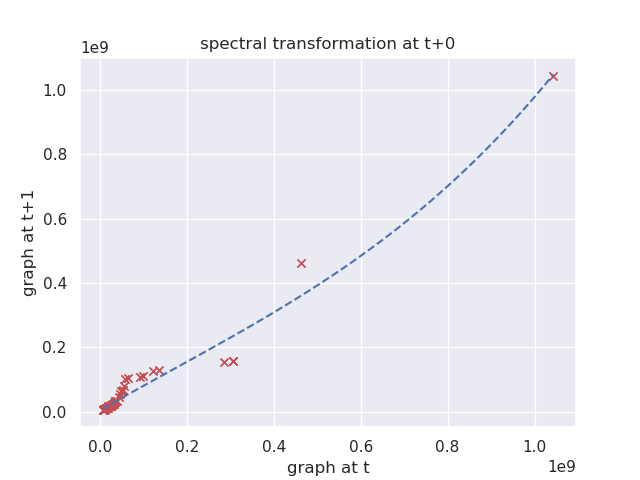 spectral transformation at t+0
1e9
graph at t+1
1.0
0.8
0.6
0.4
0.2
0.0
0.0 0.2 0.4 0.6 0.8 1.0
graph at t
1e9